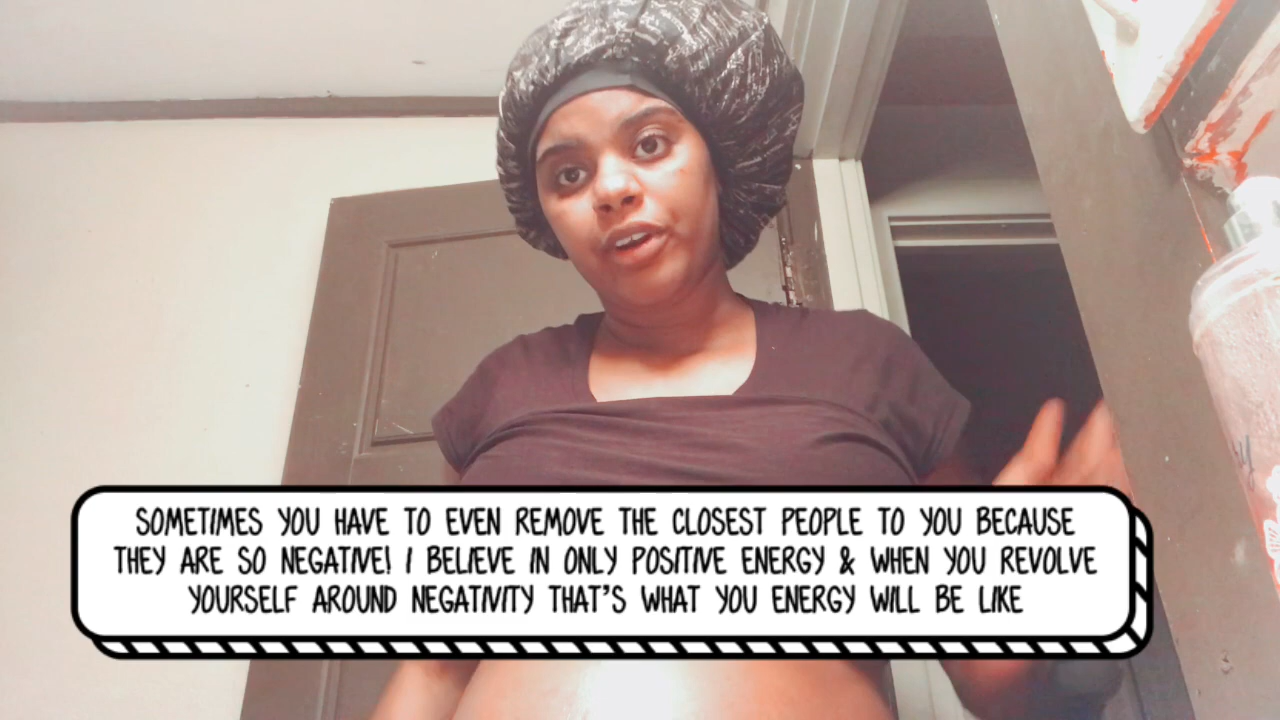 SOMETIMES YOU HAVE TO EVEN REMOVE THE CLOSEST PEOPLE TO YOU BECAUSE
THEY ARE SO NEGATIVE! I BELIEVE IN ONLY POSITIVE ENERGY & WHEN YOU REVOLVE
YOURSELF AROUND NEGATIVITY THAT'S WHAT YOU ENERGY WILL BE LIKE